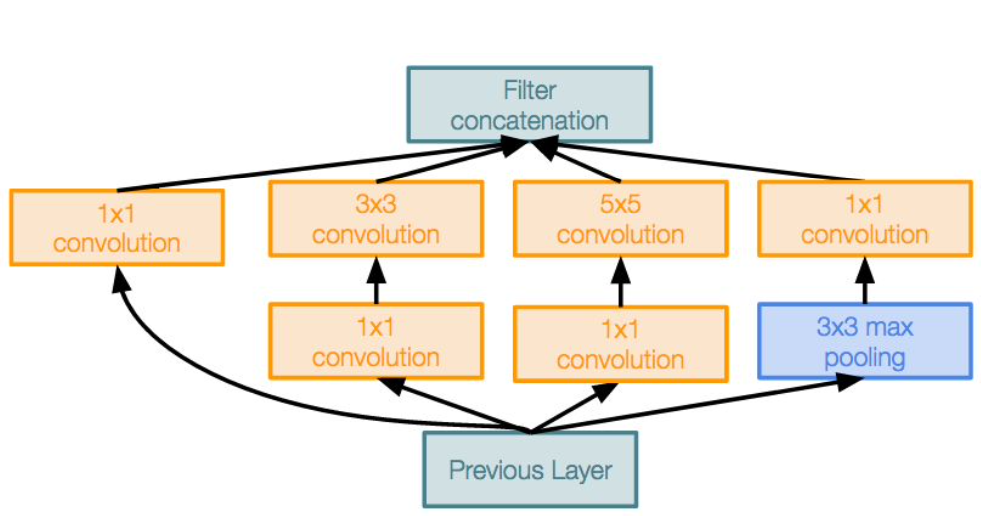 Filter
concatenation
1x1
convolution
3x3
convolution
5x5
convolution
1x1
convolution
1x1
convolution
1x1
convolution
3x3 max
pooling
Previous Layer